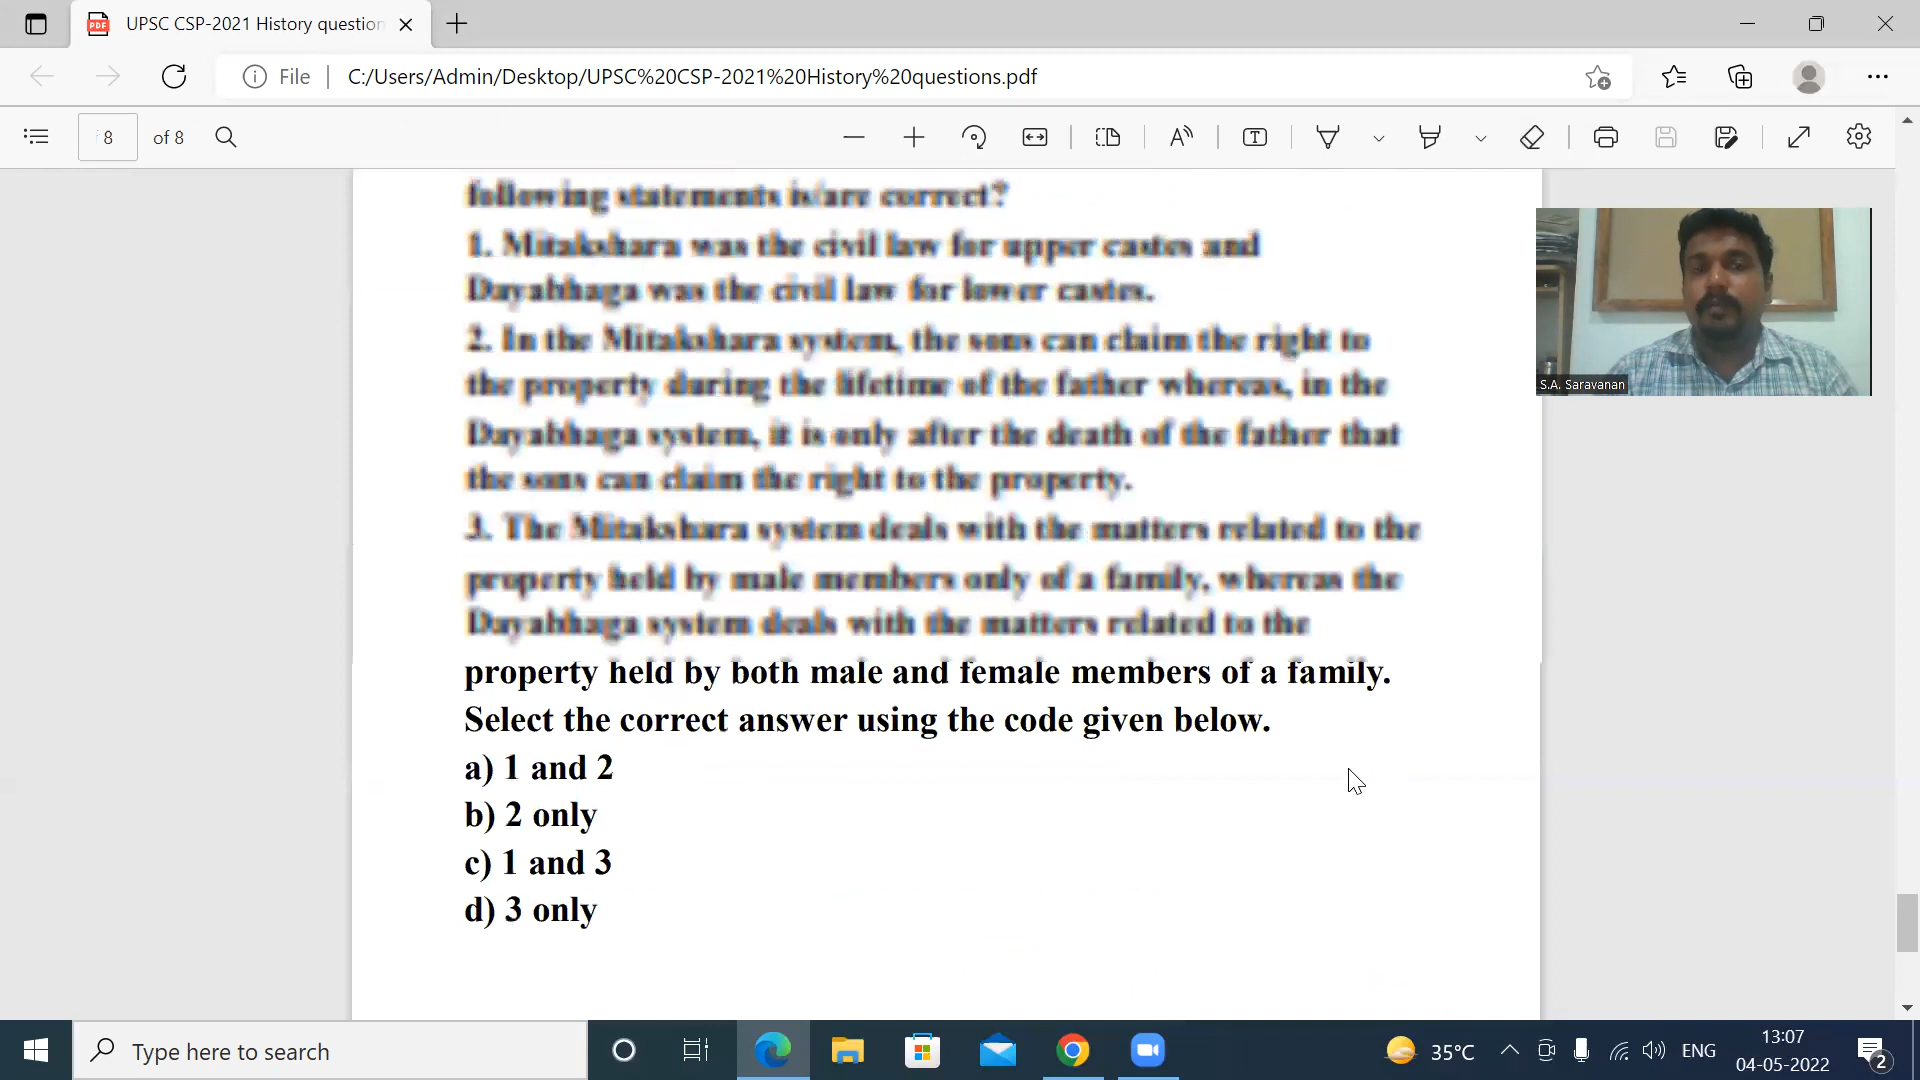 UPSC CSP-2021 History question
File
C:/Users/Admin/Desktop/UPSC%20CSP-2021%20History%20questions.pdf
8 of 8
following statements is/are correct?
1. Mitakshara was the civil law for upper castes and
Dayabhaga was the civil law for lower castes.
2. In the Mitakshara system, the sons can claim the right to
the property during the lifetime of the father whereas, in the
Dayabhaga system, it is only after the death of the father that
the sons can claim the right to the property.
3. The Mitakshara system deals with the matters related to the
property held by male members only of a family, whereas the
Dayabhaga system deals with the matters related to the
property held by both male and female members of a family.
Select the correct answer using the code given below.
a) 1 and 2
b) 2 only
c) 1 and 3
d) 3 only
S.A. Saravanan
Type here to search
35°C
ENG
13:07
04-05-2022
2